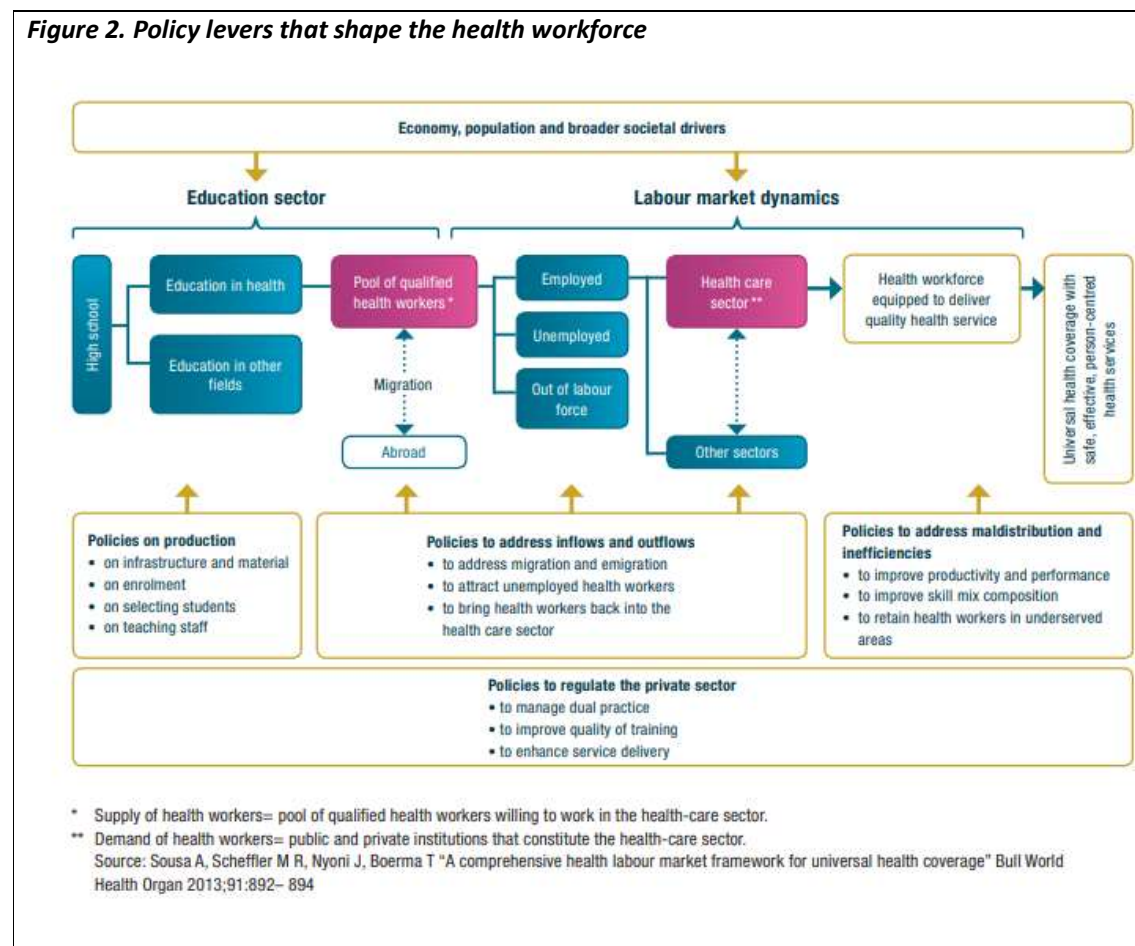 Figure 2. Policy levers that shape the health workforce
Economy, population and broader societal drivers
Education sector
Labour market dynamics
High school
Education in health
Education in other
fields
Pool of qualified
health workers *
Migration
Abroad
Employed
Unemployed
Out of labour
force
Health care
sector **
Other sectors
Health workforce
equipped to deliver
quality health service
Universal health coverage with
safe, effective, person-centred
health services
Policies on production
• on infrastructure and material
• on enrolment
• on selecting students
• on teaching staff
Policies to address inflows and outflows
• to address migration and emigration
• to attract unemployed health workers
• to bring health workers back into the
health care sector
Policies to address maldistribution and
inefficiencies
• to improve productivity and performance
• to improve skill mix composition
• to retain health workers in underserved
areas
Policies to regulate the private sector
• to manage dual practice
• to improve quality of training
• to enhance service delivery
* Supply of health workers= pool of qualified health workers willing to work in the health-care sector.
** Demand of health workers= public and private institutions that constitute the health-care sector.
Source: Sousa A, Scheffler M R, Nyoni J, Boerma T “A comprehensive health labour market framework for universal health coverage” Bull World
Health Organ 2013;91:892– 894